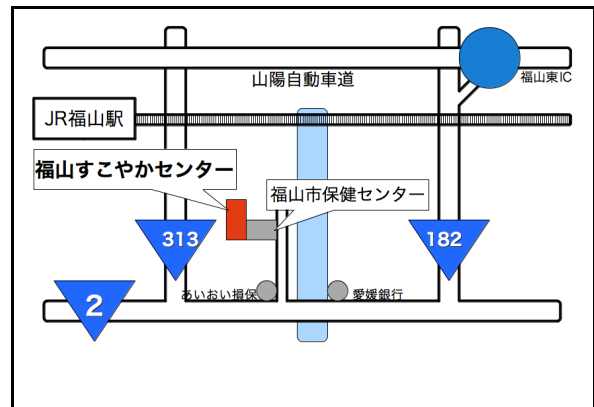 山陽自動車道
福山東IC
JR福山駅
福山すこやかセンター
福山市保健センター
313
182
2
あいおい損保
愛媛銀行